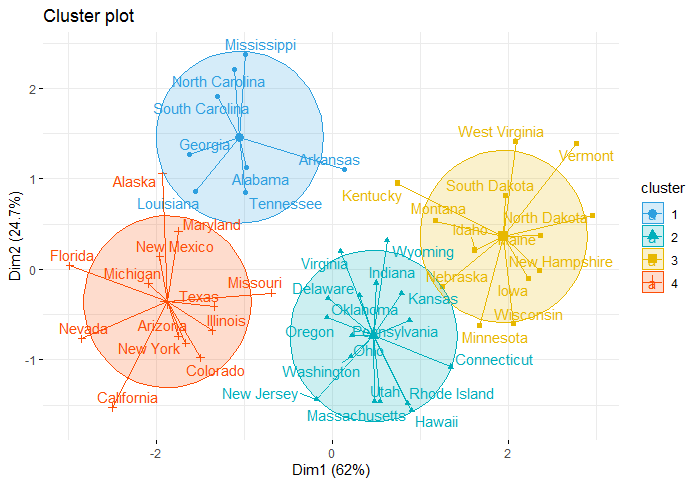 Cluster plot
Mississippi
North Carolina
South Carolina
Georgia
Arkansas
Alabama
Louisiana
Tennessee
Alaska
Maryland
Florida
New Mexico
Michigan
Missouri
Texas
Nevada
Arizona
Illinois
New York
Colorado
California
West Virginia
Vermont
South Dakota
Kentucky
Montana
North Dakota
Idaho
Maine
New Hampshire
Nebraska
Iowa
Wisconsin
Minnesota
Wyoming
Virginia
Indiana
Delaware
Kansas
Oklahoma
Oregon
Pennsylvania
Ohio
Connecticut
Washington
New Jersey
Utah
Rhode Island
Massachusetts
Hawaii
2
1
0
-1
Dim2 (24.7%)
-2
0
2
Dim1 (62%)
cluster
a 1
a 2
a 3
a 4